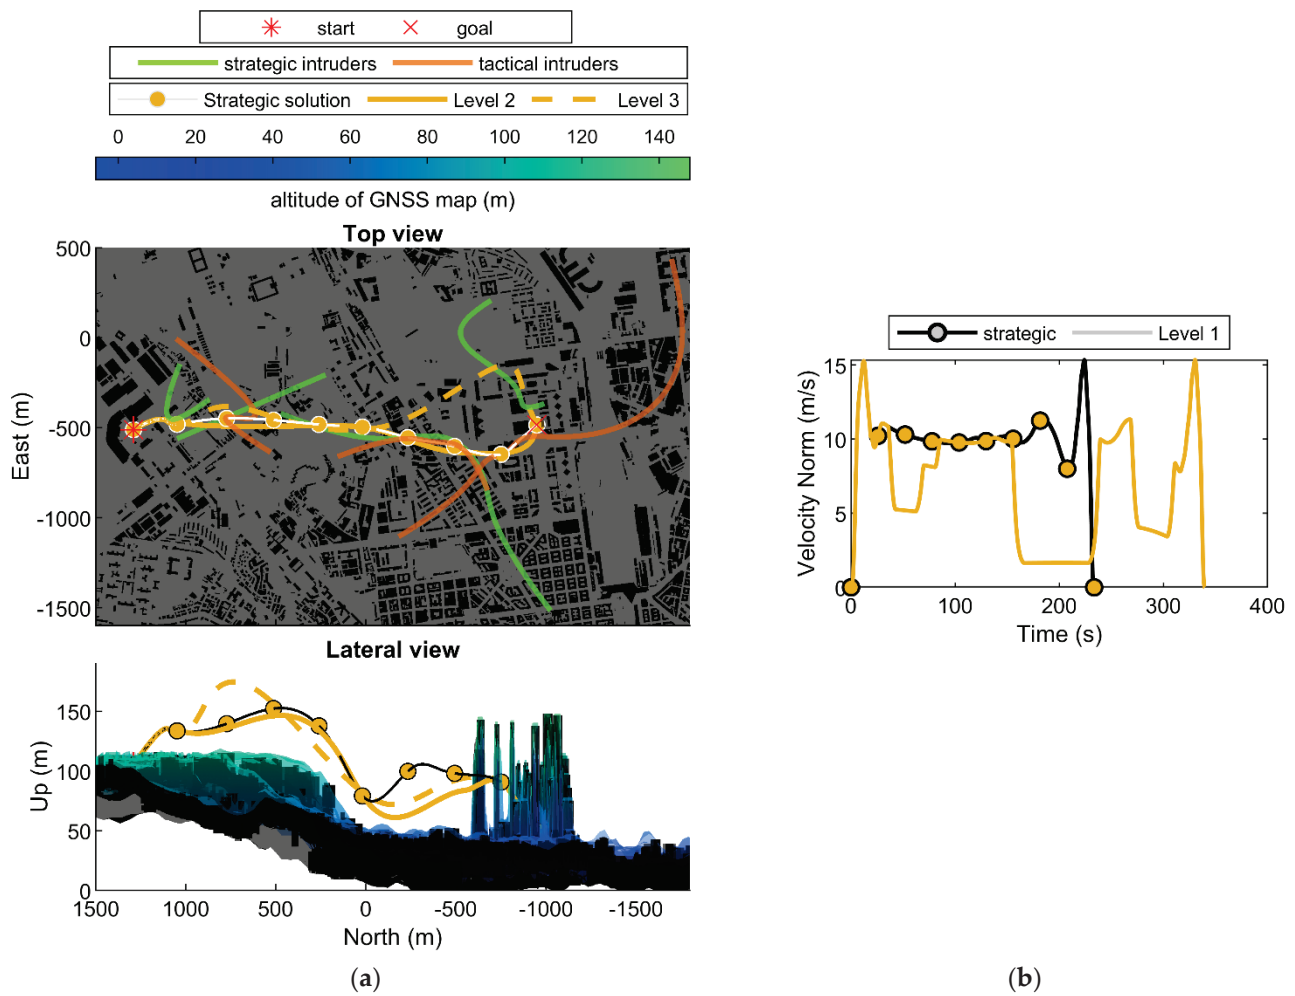 start goal
strategic intruders tactical intruders
Strategic solution Level 2 Level 3
0 20 40 60 80 100 120 140
altitude of GNSS map (m)
Top view
500
0
-500
-1000
-1500
East (m)
Lateral view
150
100
50
0
Up (m)
1500 1000 500 0 -500 -1000 -1500
North (m)
(a)
strategic Level 1
15
10
5
0
Velocity Norm (m/s)
0 100 200 300 400
Time (s)
(b)